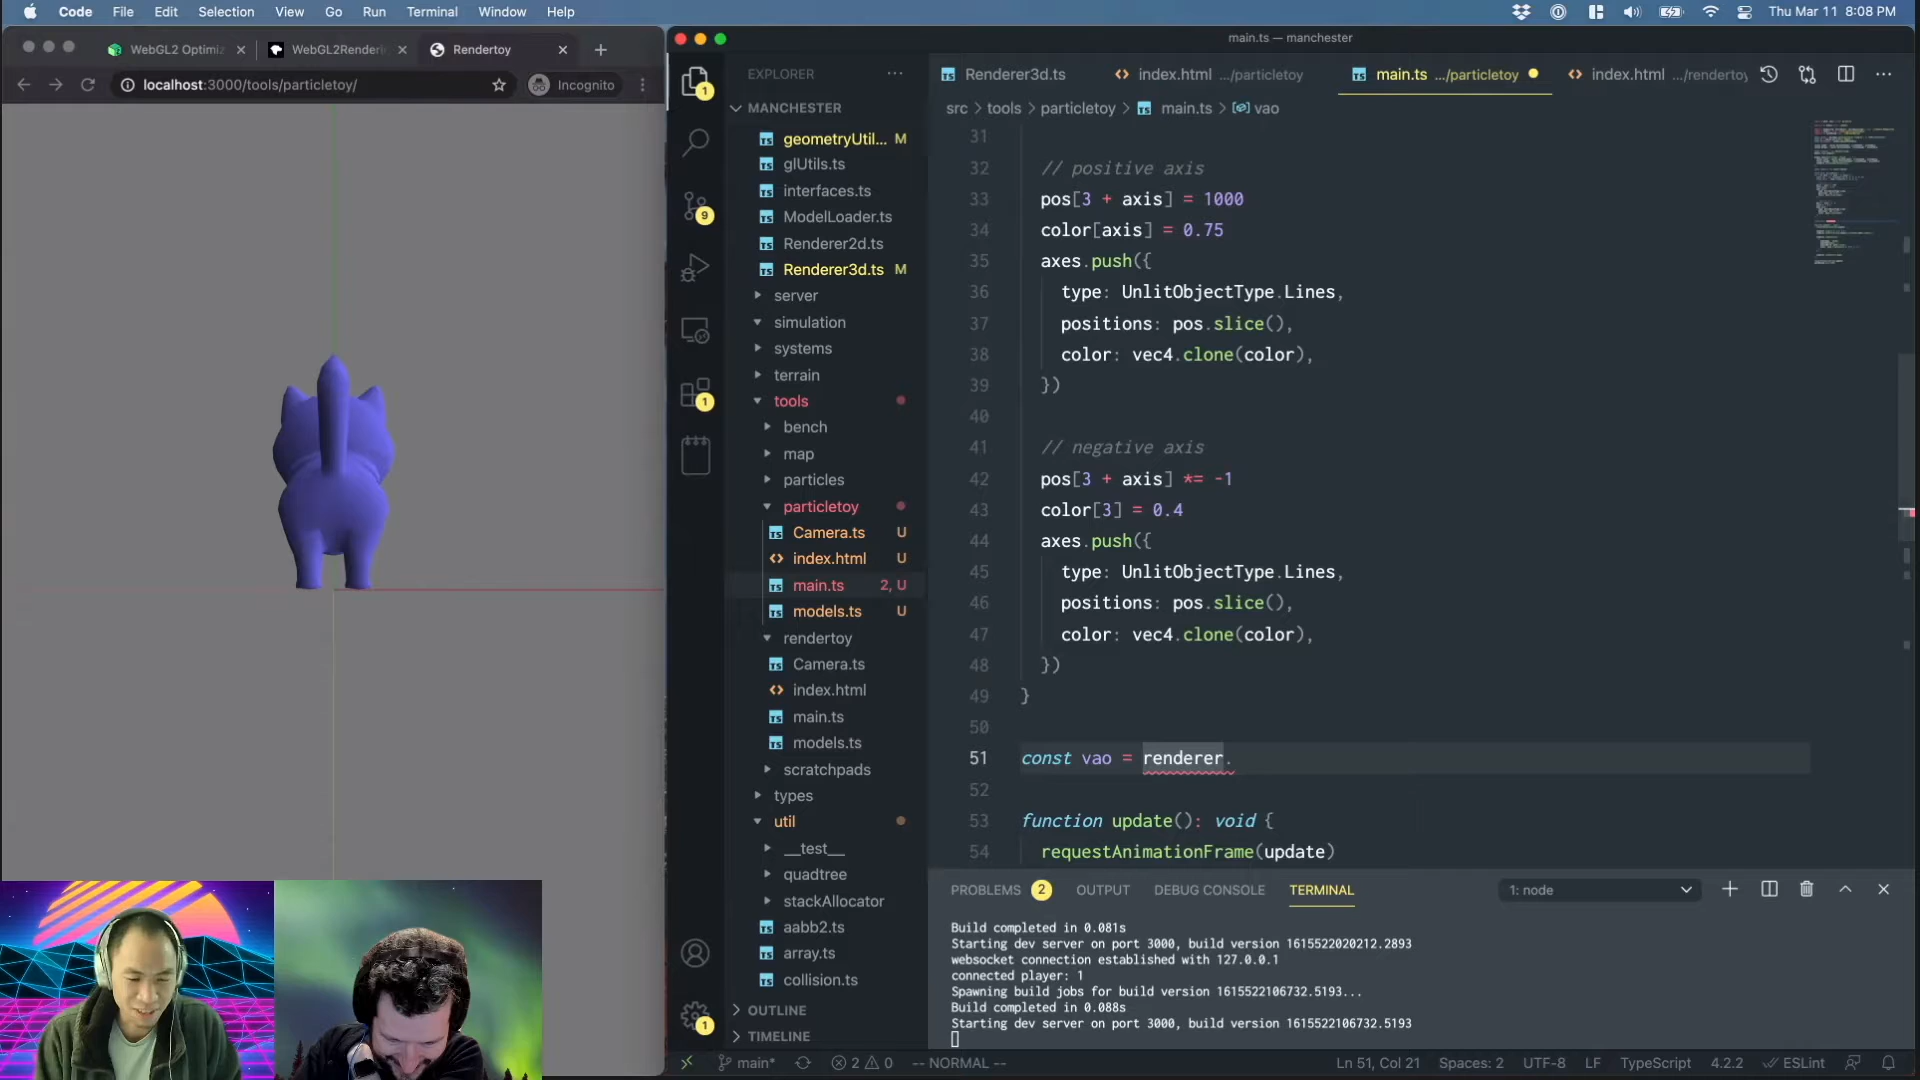 Code File Edit Selection View Go Run Terminal Window Help
Thu Mar 11 8:08 PM
WebGL2 Optimi
WebGL2Renderi
Rendertoy
localhost:3000/tools/particletoy/
Incognito
main.ts — manchester
EXPLORER
MANCHESTER
geometryUtil... M
glUtils.ts
interfaces.ts
ModelLoader.ts
Renderer2d.ts
Renderer3d.ts M
server
simulation
systems
terrain
tools
bench
map
particles
particletoy
Camera.ts U
index.html U
main.ts 2, U
models.ts U
rendertoy
Camera.ts
index.html
main.ts
models.ts
scratchpads
types
util
__test__
quadtree
stackAllocator
aabb2.ts
array.ts
collision.ts
OUTLINE
TIMELINE
1
9
1
1
Renderer3d.ts
index.html .../particletoy
main.ts .../particletoy
index.html .../rendertoy
src > tools > particletoy > main.ts > vao
31
32 // positive axis
33 pos[3 + axis] = 1000
34 color[axis] = 0.75
35 axes.push({
36 type: UnlitObjectType.Lines,
37 positions: pos.slice(),
38 color: vec4.clone(color),
39 })
40
41 // negative axis
42 pos[3 + axis] *= -1
43 color[3] = 0.4
44 axes.push({
45 type: UnlitObjectType.Lines,
46 positions: pos.slice(),
47 color: vec4.clone(color),
48 })
49 }
50
51 const vao = renderer.
52
53 function update(): void {
54 requestAnimationFrame(update)
PROBLEMS 2 OUTPUT DEBUG CONSOLE TERMINAL
1: node
Build completed in 0.081s
Starting dev server on port 3000, build version 1615522020212.2893
websocket connection established with 127.0.0.1
connected player: 1
Spawning build jobs for build version 1615522106732.5193...
Build completed in 0.088s
Starting dev server on port 3000, build version 1615522106732.5193
main* 2 0 -- NORMAL --
Ln 51, Col 21 Spaces: 2 UTF-8 LF TypeScript 4.2.2 ESLint